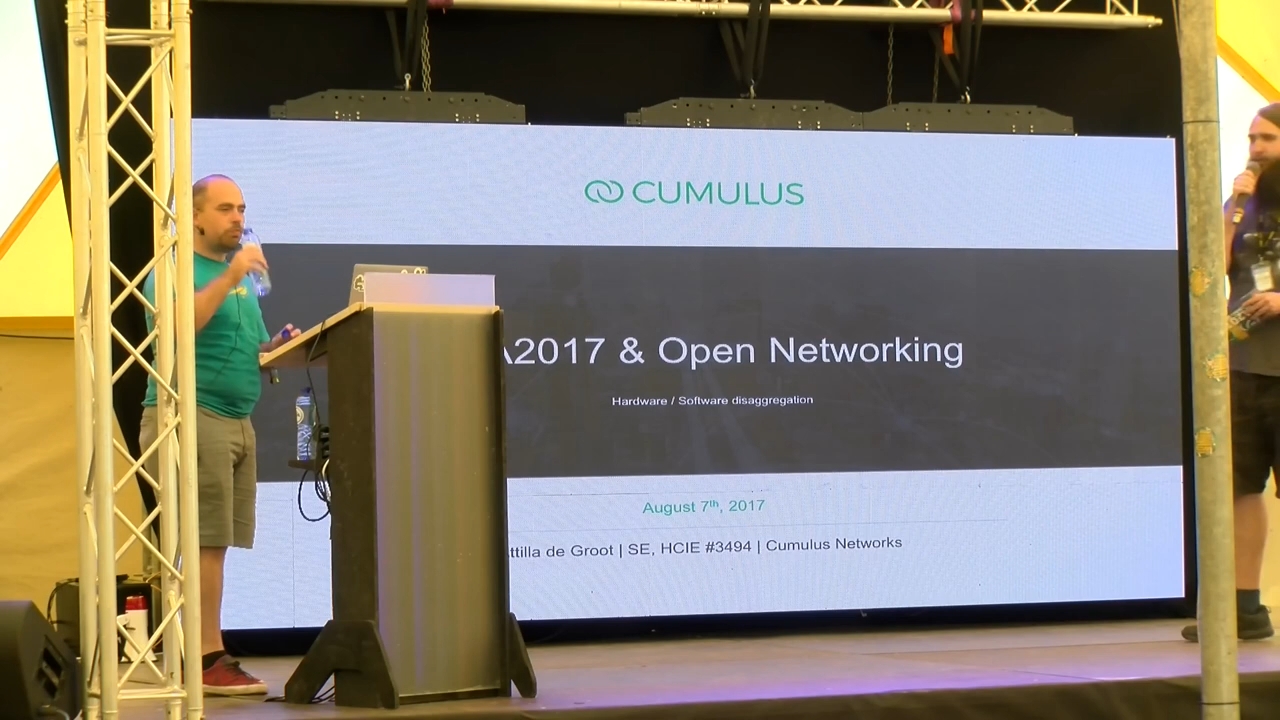 CUMULUS
A2017 & Open Networking
Hardware / Software disaggregation
August 7th, 2017
ttilla de Groot | SE, HCIE #3494 | Cumulus Networks